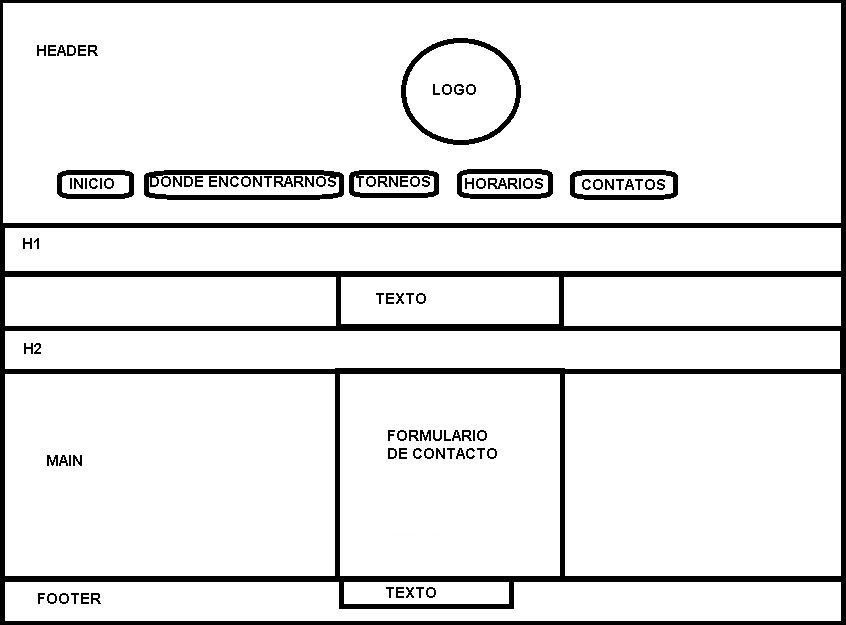 HEADER
LOGO
INICIO
DONDE ENCONTRARNOS
TORNEOS
HORARIOS
CONTATOS
H1
TEXTO
H2
MAIN
FORMULARIO
DE CONTACTO
FOOTER
TEXTO